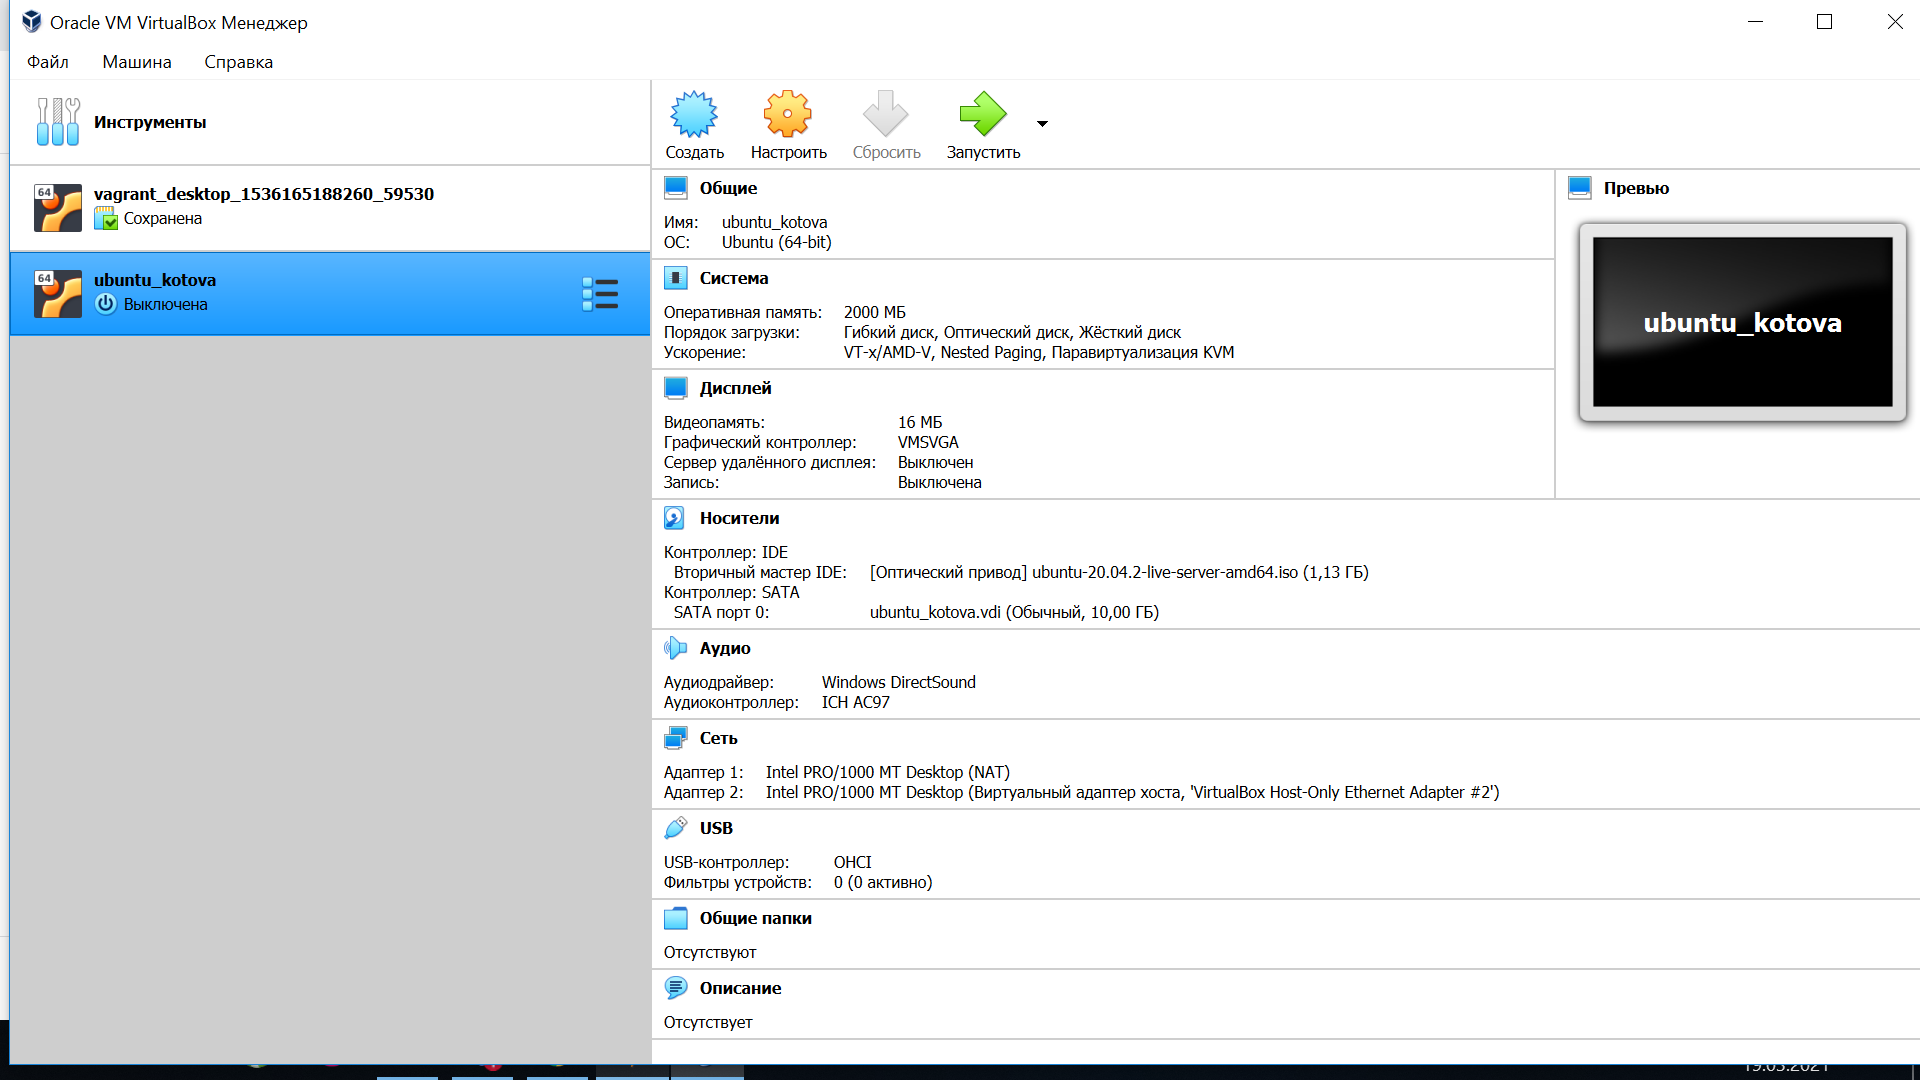 Oracle VM VirtualBox Менеджер
Файл Машина Справка
Инструменты
64
vagrant_desktop_1536165188260_59530
Сохранена
64
ubuntu_kotova
Выключена
Создать Настроить Сбросить Запустить
Общие
Имя: ubuntu_kotova
ОС: Ubuntu (64-bit)
Система
Оперативная память: 2000 МБ
Порядок загрузки: Гибкий диск, Оптический диск, Жёсткий диск
Ускорение: VT-x/AMD-V, Nested Paging, Паравиртуализация KVM
Дисплей
Видеопамять: 16 МБ
Графический контроллер: VMSVGA
Сервер удалённого дисплея: Выключен
Запись: Выключена
Превью
ubuntu_kotova
Носители
Контроллер: IDE
Вторичный мастер IDE: [Оптический привод] ubuntu-20.04.2-live-server-amd64.iso (1,13 ГБ)
Контроллер: SATA
SATA порт 0: ubuntu_kotova.vdi (Обычный, 10,00 ГБ)
Аудио
Аудиодрайвер: Windows DirectSound
Аудиоконтроллер: ICH AC97
Сеть
Адаптер 1: Intel PRO/1000 MT Desktop (NAT)
Адаптер 2: Intel PRO/1000 MT Desktop (Виртуальный адаптер хоста, 'VirtualBox Host-Only Ethernet Adapter #2')
USB
USB-контроллер: OHCI
Фильтры устройств: 0 (0 активно)
Общие папки
Отсутствуют
Описание
Отсутствует
19.03.2021